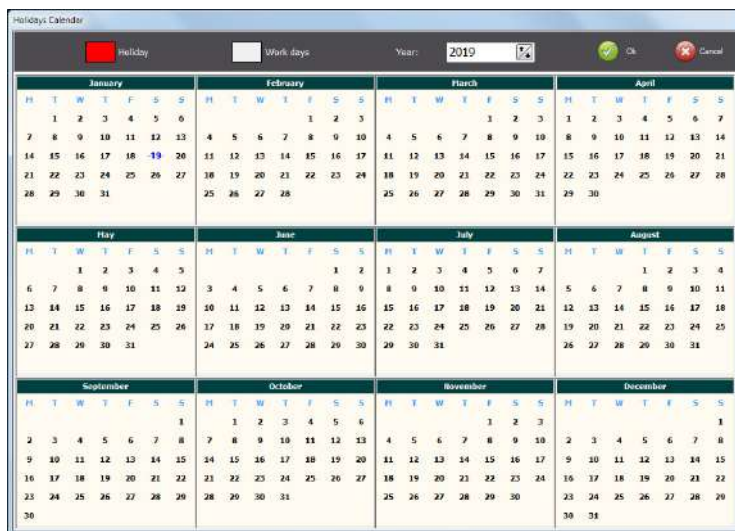 Holidays Calendar
Holiday Work days Year: 2019 Ok Cancel
January February March April
M T W T F S S M T W T F S S M T W T F S S M T W T F S S
1 2 3 4 5 6 1 2 3 1 2 3 1 2 3 4 5 6 7
7 8 9 10 11 12 13 4 5 6 7 8 9 10 4 5 6 7 8 9 10 8 9 10 11 12 13 14
14 15 16 17 18 19 20 11 12 13 14 15 16 17 11 12 13 14 15 16 17 15 16 17 18 19 20 21
21 22 23 24 25 26 27 18 19 20 21 22 23 24 18 19 20 21 22 23 24 22 23 24 25 26 27 28
28 29 30 31 25 26 27 28 25 26 27 28 29 30 31 29 30
May June July August
M T W T F S S M T W T F S S M T W T F S S M T W T F S S
1 2 3 4 5 1 2 1 2 3 4 5 6 7 1 2 3 4
6 7 8 9 10 11 12 3 4 5 6 7 8 9 8 9 10 11 12 13 14 5 6 7 8 9 10 11
13 14 15 16 17 18 19 10 11 12 13 14 15 16 15 16 17 18 19 20 21 12 13 14 15 16 17 18
20 21 22 23 24 25 26 17 18 19 20 21 22 23 22 23 24 25 26 27 28 19 20 21 22 23 24 25
27 28 29 30 31 24 25 26 27 28 29 30 29 30 31 26 27 28 29 30 31
September October November December
M T W T F S S M T W T F S S M T W T F S S M T W T F S S
1 1 2 3 4 5 6 1 2 3 1
2 3 4 5 6 7 8 7 8 9 10 11 12 13 4 5 6 7 8 9 10 2 3 4 5 6 7 8
9 10 11 12 13 14 15 14 15 16 17 18 19 20 11 12 13 14 15 16 17 9 10 11 12 13 14 15
16 17 18 19 20 21 22 21 22 23 24 25 26 27 18 19 20 21 22 23 24 16 17 18 19 20 21 22
23 24 25 26 27 28 29 28 29 30 31 25 26 27 28 29 30 23 24 25 26 27 28 29
30 30 31